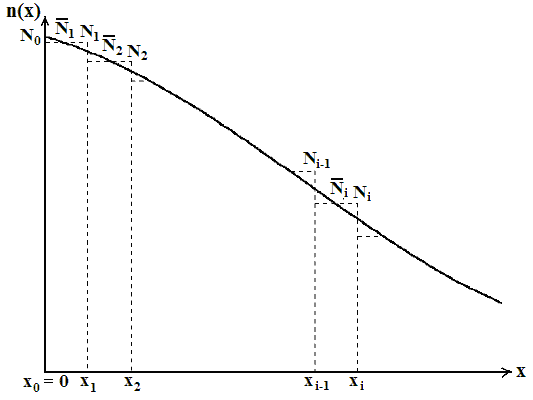 n(x)
N₀ N̅₁ N₁ N̅₂ N₂
Nᵢ₋₁
N̅ᵢ Nᵢ
x
x₀ = 0 x₁ x₂ xᵢ₋₁ xᵢ